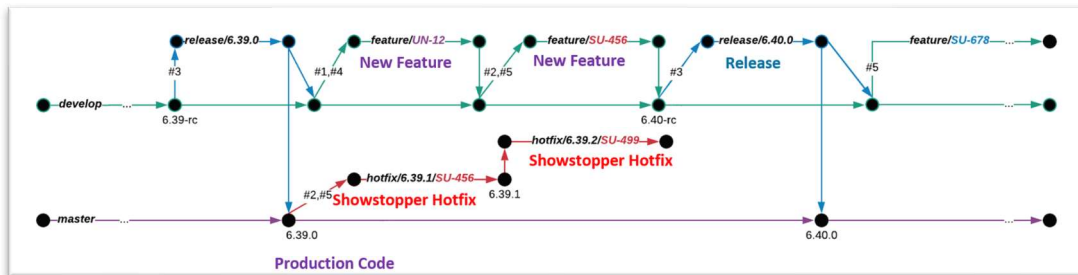 release/6.39.0
feature/UN-12
feature/SU-456
release/6.40.0
feature/SU-678 ...
#3
#1,#4
New Feature
#2,#5
New Feature
#3
Release
#5
develop ...
...
6.39-rc
6.40-rc
hotfix/6.39.2/SU-499
Showstopper Hotfix
hotfix/6.39.1/SU-456
#2,#5
Showstopper Hotfix
6.39.1
master ...
...
6.39.0
6.40.0
Production Code